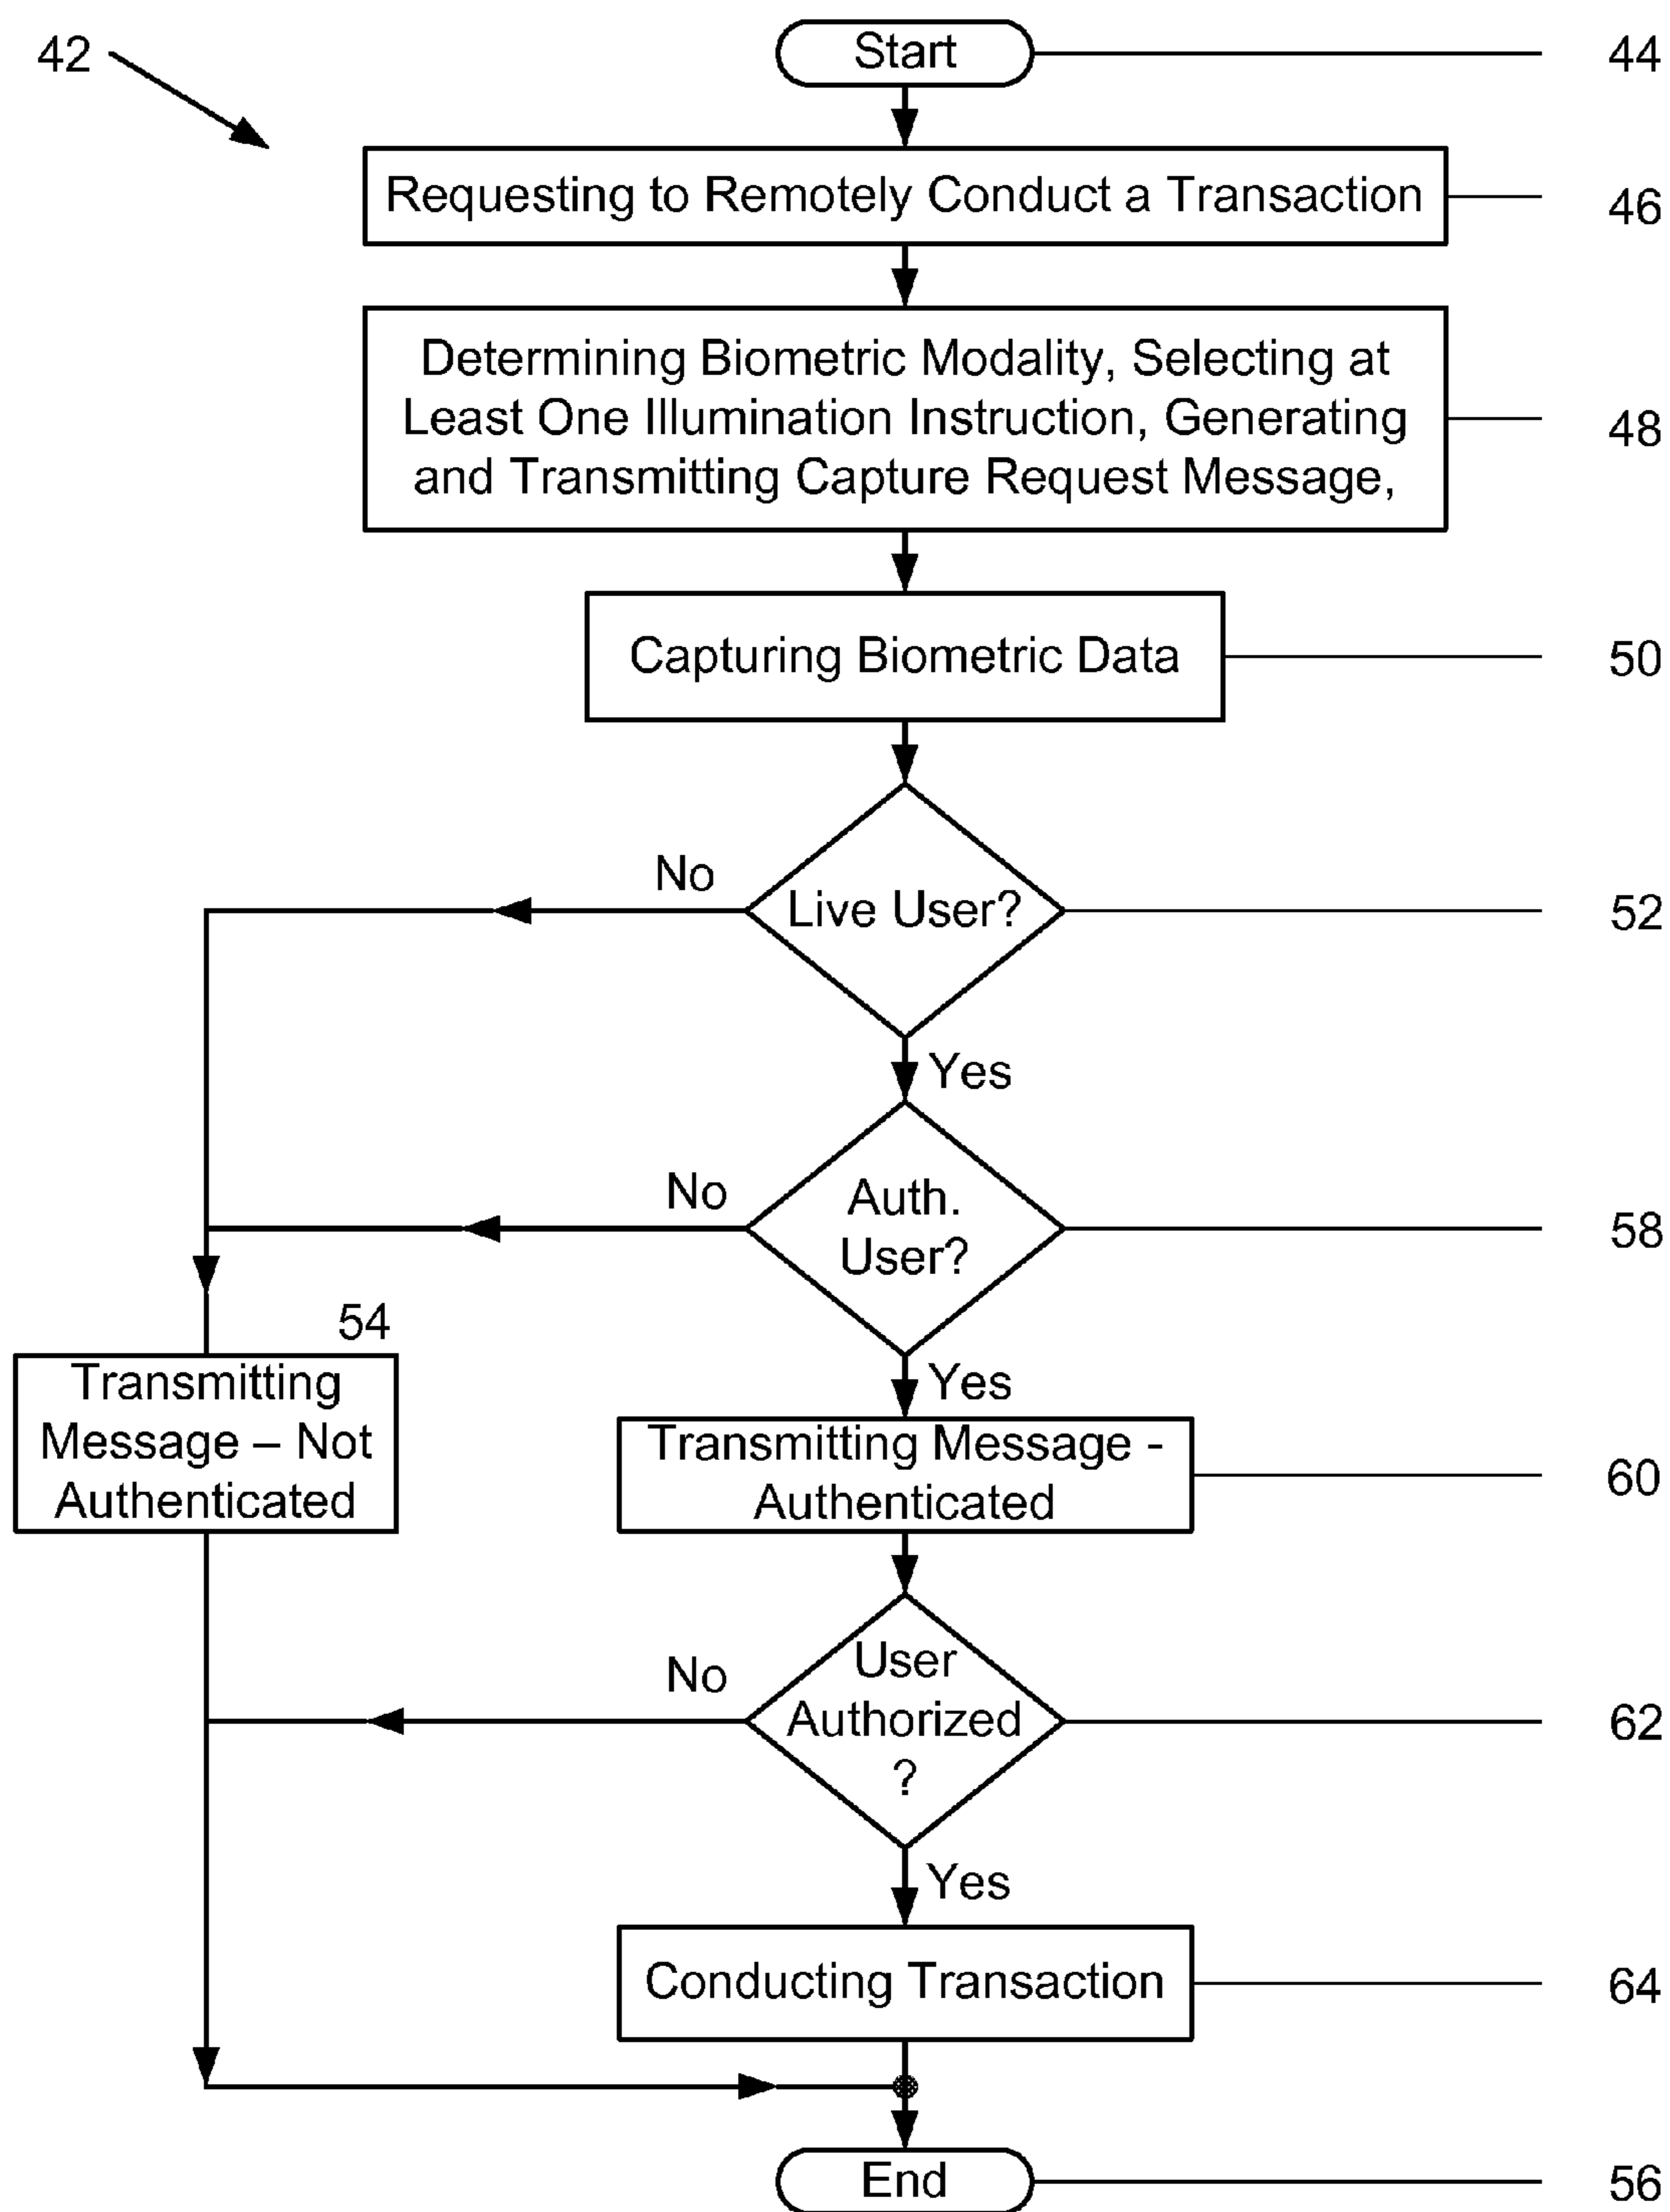 42
Start
44
Requesting to Remotely Conduct a Transaction
46
Determining Biometric Modality, Selecting at
Least One Illumination Instruction, Generating
and Transmitting Capture Request Message,
48
Capturing Biometric Data
50
No
Live User?
52
Yes
No
Auth.
User?
58
54
Transmitting
Message – Not
Authenticated
Yes
Transmitting Message -
Authenticated
60
No
User
Authorized
?
62
Yes
Conducting Transaction
64
End
56